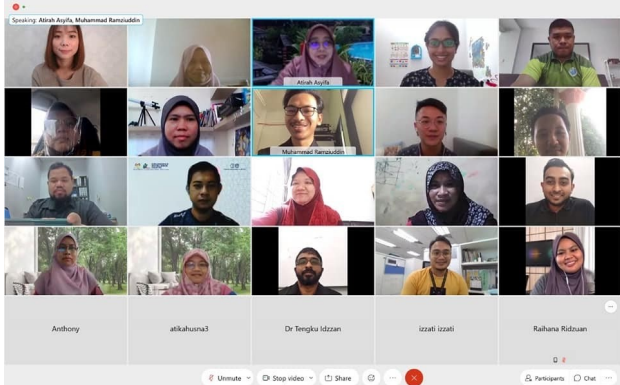 Speaking: Atirah Asyifa, Muhammad Ramziuddin
Atirah Asyifa
Muhammad Ramziuddin
Anthony
atikahusna3
Dr Tengku Idzzan
izzati izzati
Raihana Ridzuan
Unmute
Stop video
Share
Participants
Chat